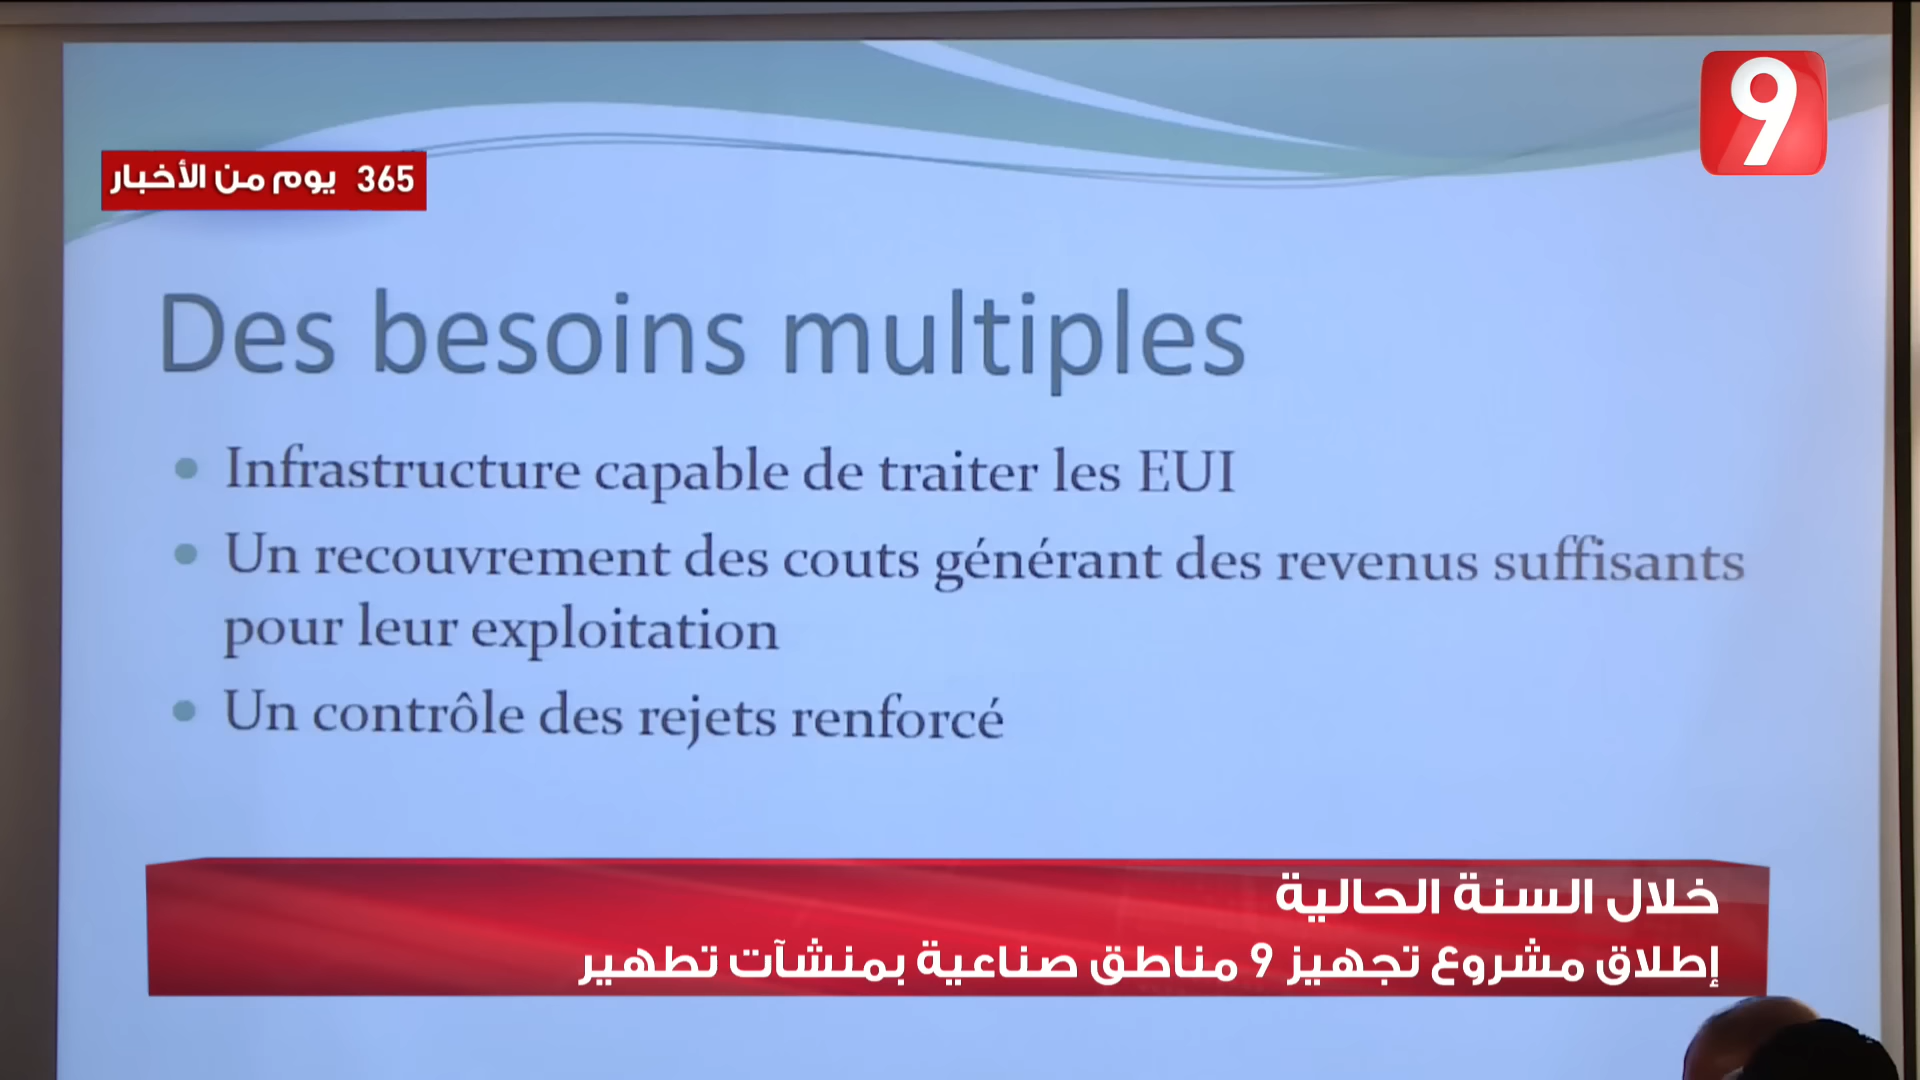 9
365 يوم من الأخبار
Des besoins multiples
• Infrastructure capable de traiter les EUI
• Un recouvrement des couts générant des revenus suffisants
pour leur exploitation
• Un contrôle des rejets renforcé
خلال السنة الحالية
إطلاق مشروع تجهيز 9 مناطق صناعية بمنشآت تطهير